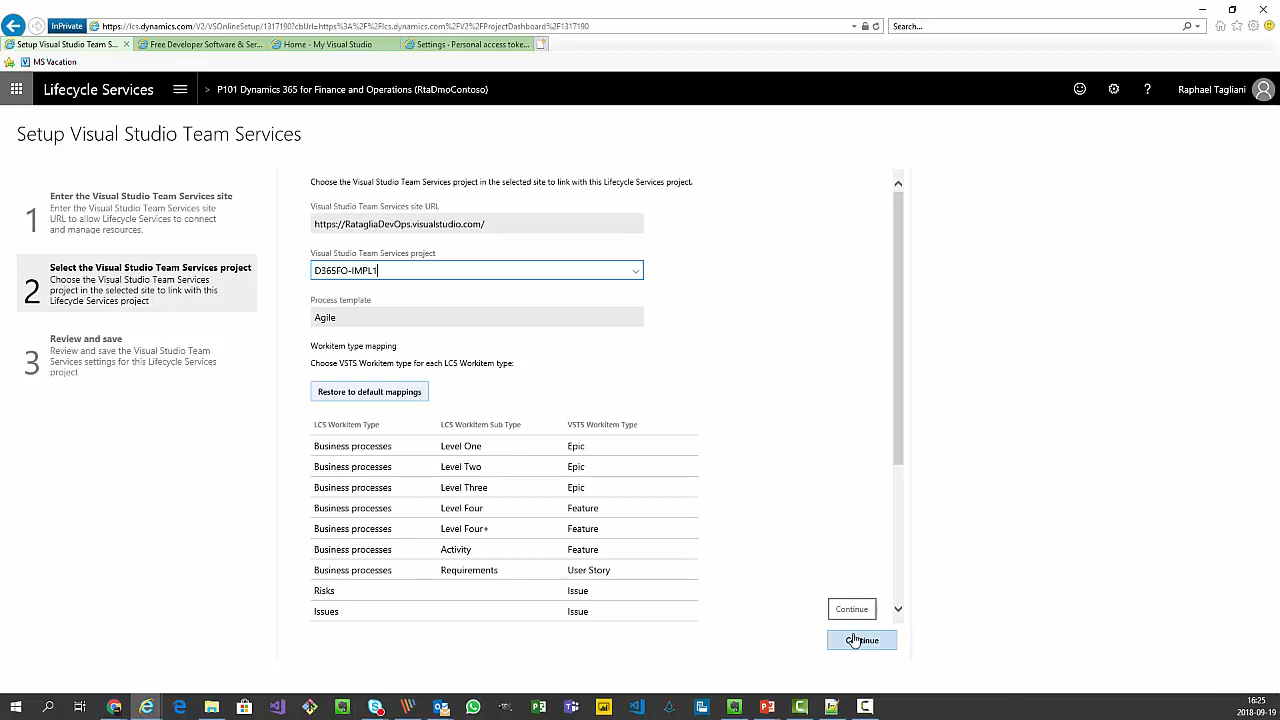 InPrivate
https://lcs.dynamics.com/V2/VSOnlineSetup/1317190?cbUrl=https%3A%2F%2Flcs.dynamics.com%2FV2%2FProjectDashboard%2F1317190
Search...
Setup Visual Studio Team S...
Free Developer Software & Ser...
Home - My Visual Studio
Settings · Personal access toke...
MS Vacation
Lifecycle Services
> P101 Dynamics 365 for Finance and Operations (RtaDmoContoso)
Raphael Tagliani
Setup Visual Studio Team Services
1
Enter the Visual Studio Team Services site
Enter the Visual Studio Team Services site
URL to allow Lifecycle Services to connect
and manage resources.
2
Select the Visual Studio Team Services project
Choose the Visual Studio Team Services
project in the selected site to link with this
Lifecycle Services project
3
Review and save
Review and save the Visual Studio Team
Services settings for this Lifecycle Services
project
Choose the Visual Studio Team Services project in the selected site to link with this Lifecycle Services project.
Visual Studio Team Services site URL
https://RatagliaDevOps.visualstudio.com/
Visual Studio Team Services project
D365FO-IMPL1
Process template
Agile
Workitem type mapping
Choose VSTS Workitem type for each LCS Workitem type:
Restore to default mappings
LCS Workitem Type LCS Workitem Sub Type VSTS Workitem Type
Business processes Level One Epic
Business processes Level Two Epic
Business processes Level Three Epic
Business processes Level Four Feature
Business processes Level Four+ Feature
Business processes Activity Feature
Business processes Requirements User Story
Risks Issue
Issues Issue
Continue
Continue
16:25
2018-09-19